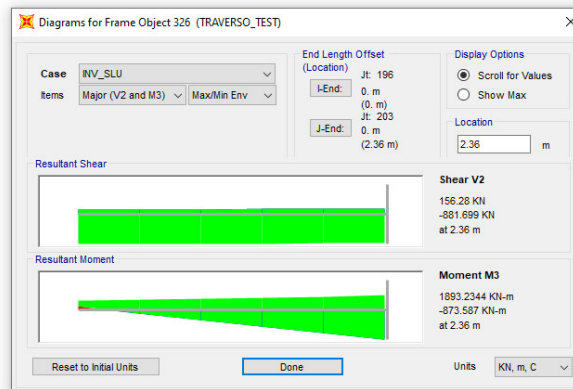 Diagrams for Frame Object 326 (TRAVERSO_TEST)
Case INV_SLU
Items Major (V2 and M3) Max/Min Env
End Length Offset
(Location)
I-End:
Jt: 196
0. m
(0. m)
J-End:
Jt: 203
0. m
(2.36 m)
Display Options
Scroll for Values
Show Max
Location
2.36 m
Resultant Shear
Shear V2
156.28 KN
-881.699 KN
at 2.36 m
Resultant Moment
Moment M3
1893.2344 KN-m
-873.587 KN-m
at 2.36 m
Reset to Initial Units Done Units KN, m, C